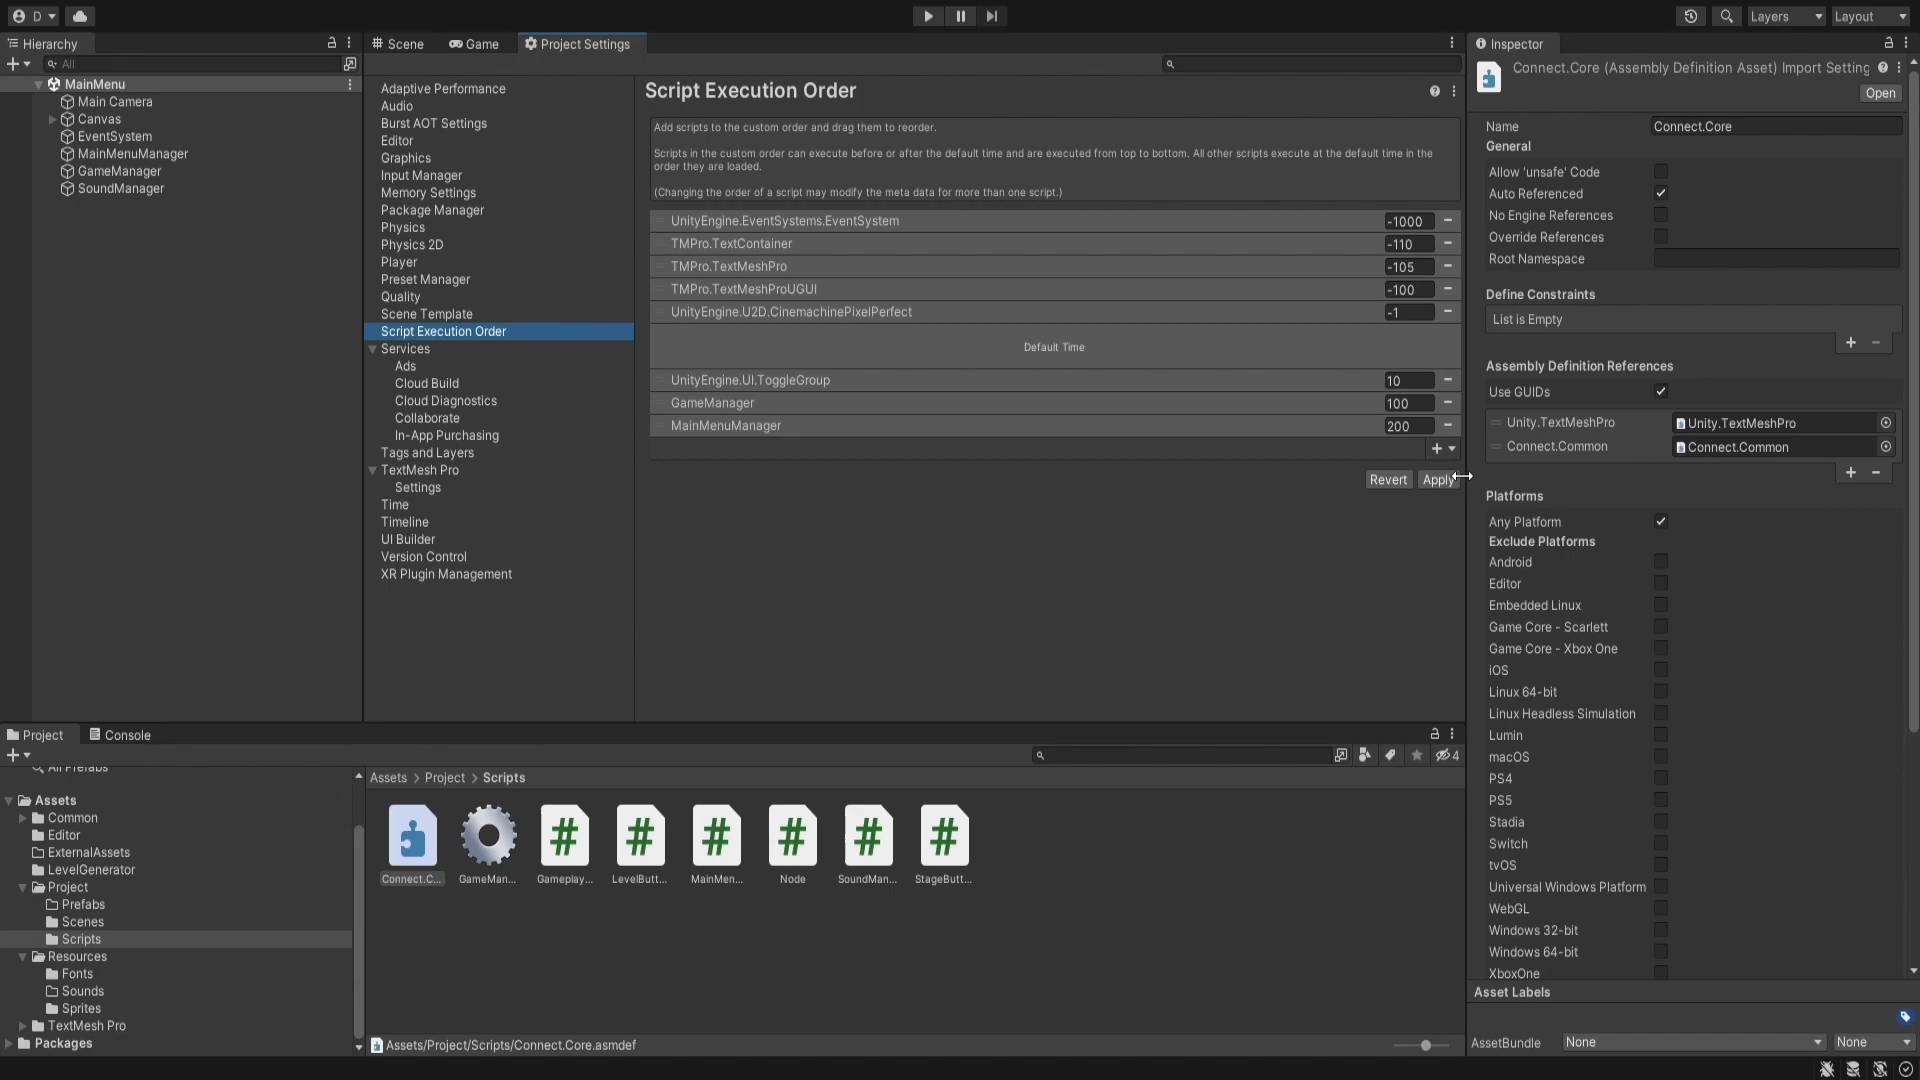 D
Layers
Layout
Hierarchy
All
MainMenu
Main Camera
Canvas
EventSystem
MainMenuManager
GameManager
SoundManager
Scene
Game
Project Settings
Adaptive Performance
Audio
Burst AOT Settings
Editor
Graphics
Input Manager
Memory Settings
Package Manager
Physics
Physics 2D
Player
Preset Manager
Quality
Scene Template
Script Execution Order
Services
Ads
Cloud Build
Cloud Diagnostics
Collaborate
In-App Purchasing
Tags and Layers
TextMesh Pro
Settings
Time
Timeline
UI Builder
Version Control
XR Plugin Management
Script Execution Order
Add scripts to the custom order and drag them to reorder.
Scripts in the custom order can execute before or after the default time and are executed from top to bottom. All other scripts execute at the default time in the
order they are loaded.
(Changing the order of a script may modify the meta data for more than one script.)
UnityEngine.EventSystems.EventSystem -1000
TMPro.TextContainer -110
TMPro.TextMeshPro -105
TMPro.TextMeshProUGUI -100
UnityEngine.U2D.CinemachinePixelPerfect -1
Default Time
UnityEngine.UI.ToggleGroup 10
GameManager 100
MainMenuManager 200
Revert Apply
Inspector
Connect.Core (Assembly Definition Asset) Import Setting
Open
Name Connect.Core
General
Allow 'unsafe' Code
Auto Referenced
No Engine References
Override References
Root Namespace
Define Constraints
List is Empty
Assembly Definition References
Use GUIDs
Unity.TextMeshPro Unity.TextMeshPro
Connect.Common Connect.Common
Platforms
Any Platform
Exclude Platforms
Android
Editor
Embedded Linux
Game Core - Scarlett
Game Core - Xbox One
iOS
Linux 64-bit
Linux Headless Simulation
Lumin
macOS
PS4
PS5
Stadia
Switch
tvOS
Universal Windows Platform
WebGL
Windows 32-bit
Windows 64-bit
XboxOne
Asset Labels
AssetBundle None None
Project
Console
4
All Prefabs
Assets
Common
Editor
ExternalAssets
LevelGenerator
Project
Prefabs
Scenes
Scripts
Resources
Fonts
Sounds
Sprites
TextMesh Pro
Packages
Assets > Project > Scripts
Connect.C...
GameMan...
Gameplay...
LevelButt...
MainMen...
Node
SoundMan...
StageButt...
Assets/Project/Scripts/Connect.Core.asmdef